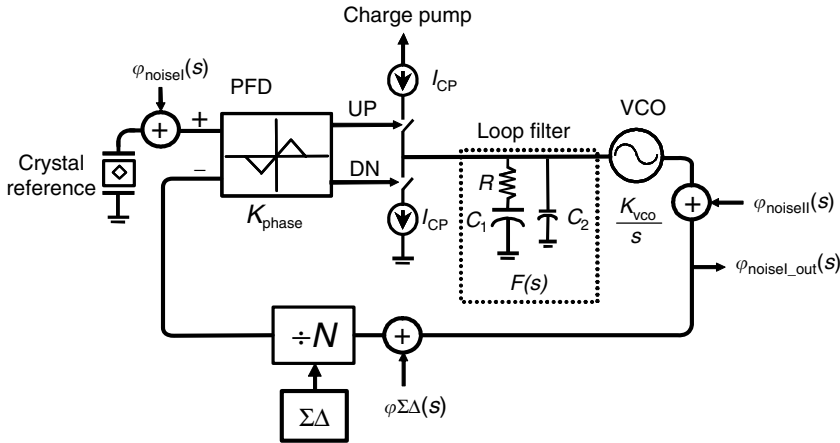 Charge pump
φnoiseI(s)
PFD
ICP
UP
VCO
Loop filter
+
+
Crystal
reference
−
DN
R
C1
C2
Kvco
s
+
φnoiseII(s)
Kphase
ICP
F(s)
φnoiseI_out(s)
÷N
+
ΣΔ
φΣΔ(s)